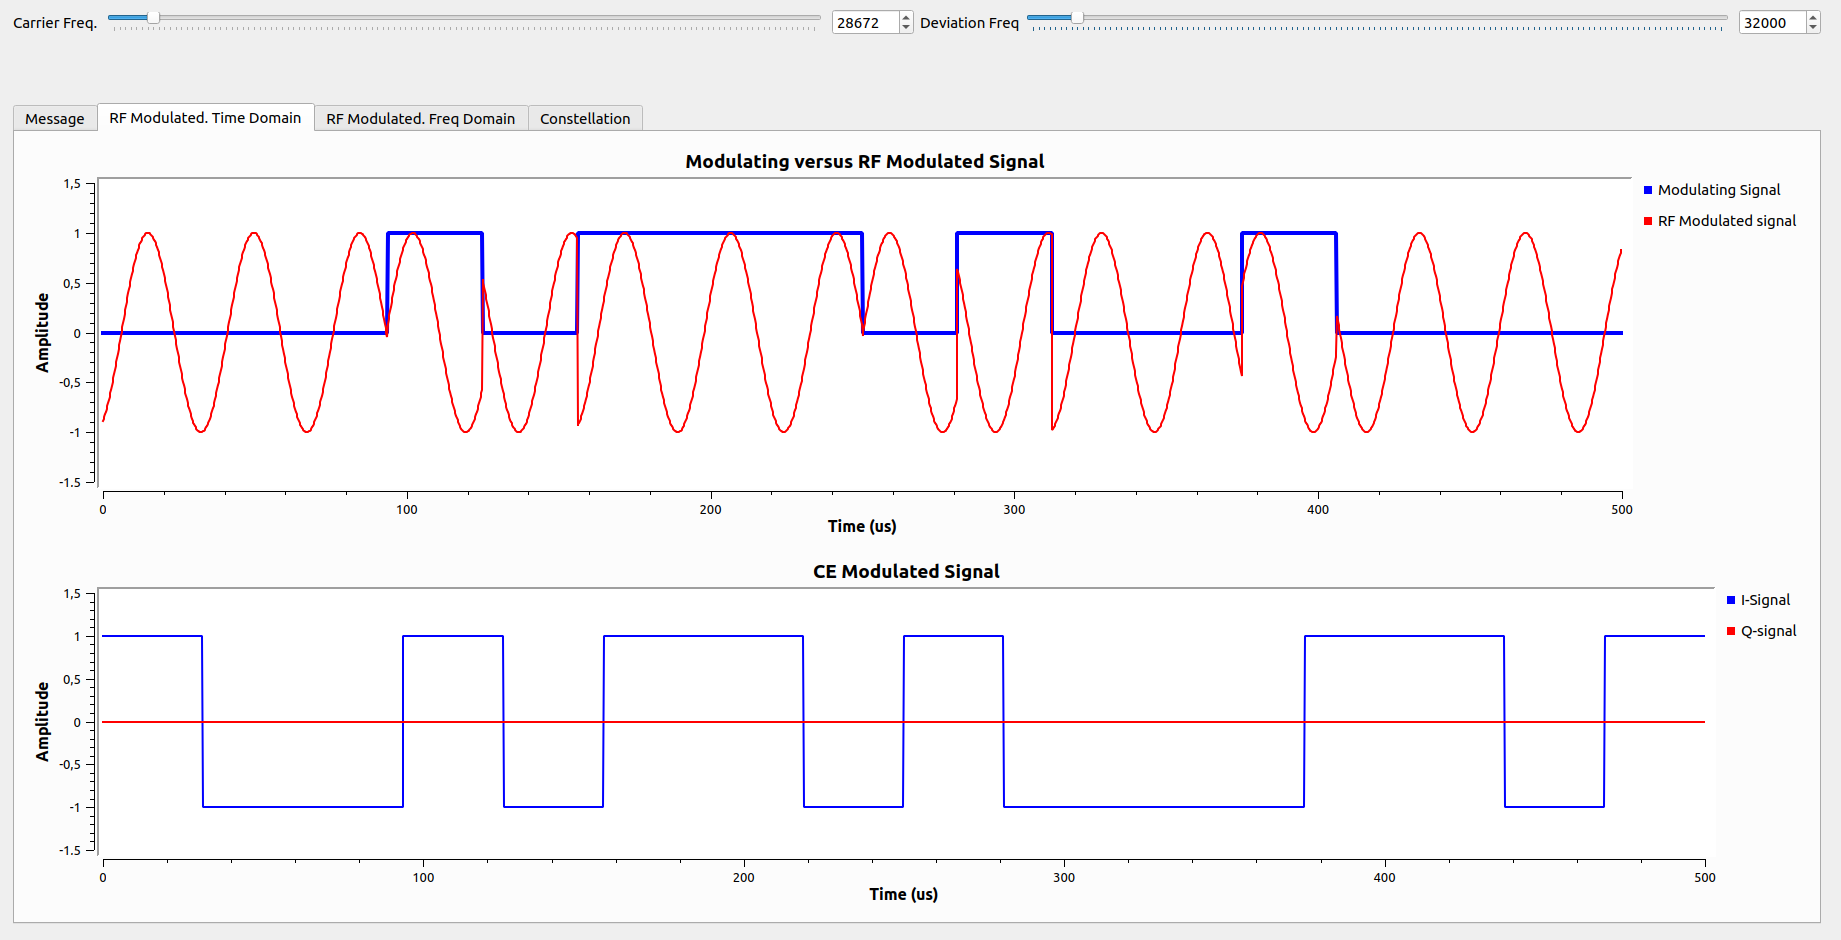 Carrier Freq. 28672 Deviation Freq 32000
Message RF Modulated. Time Domain RF Modulated. Freq Domain Constellation
Modulating versus RF Modulated Signal
1,5
1
0,5
0
-0,5
-1
-1.5
Amplitude
0 100 200 300 400 500
Time (us)
Modulating Signal
RF Modulated signal
CE Modulated Signal
1,5
1
0,5
0
-0,5
-1
-1.5
Amplitude
0 100 200 300 400 500
Time (us)
I-Signal
Q-signal